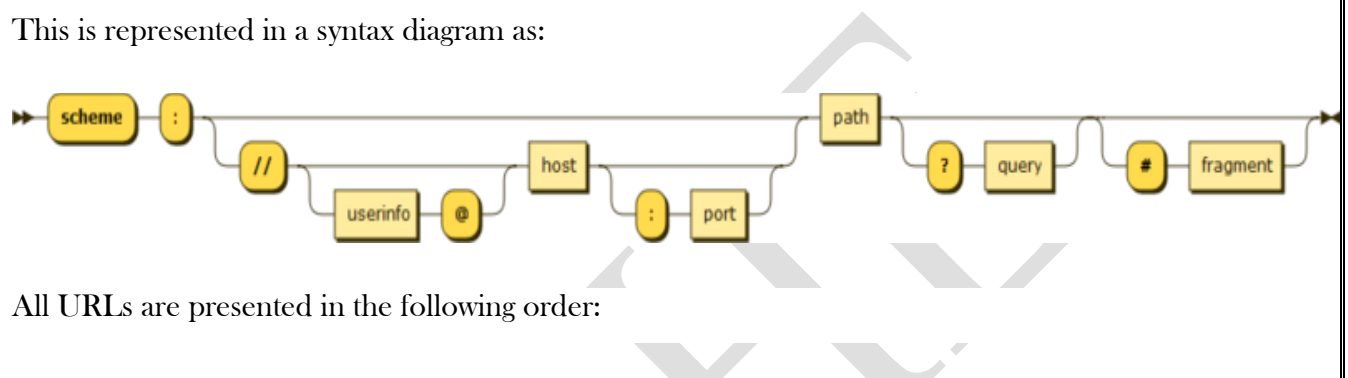 This is represented in a syntax diagram as:
scheme : path ? query # fragment
// host
userinfo @ : port
All URLs are presented in the following order: